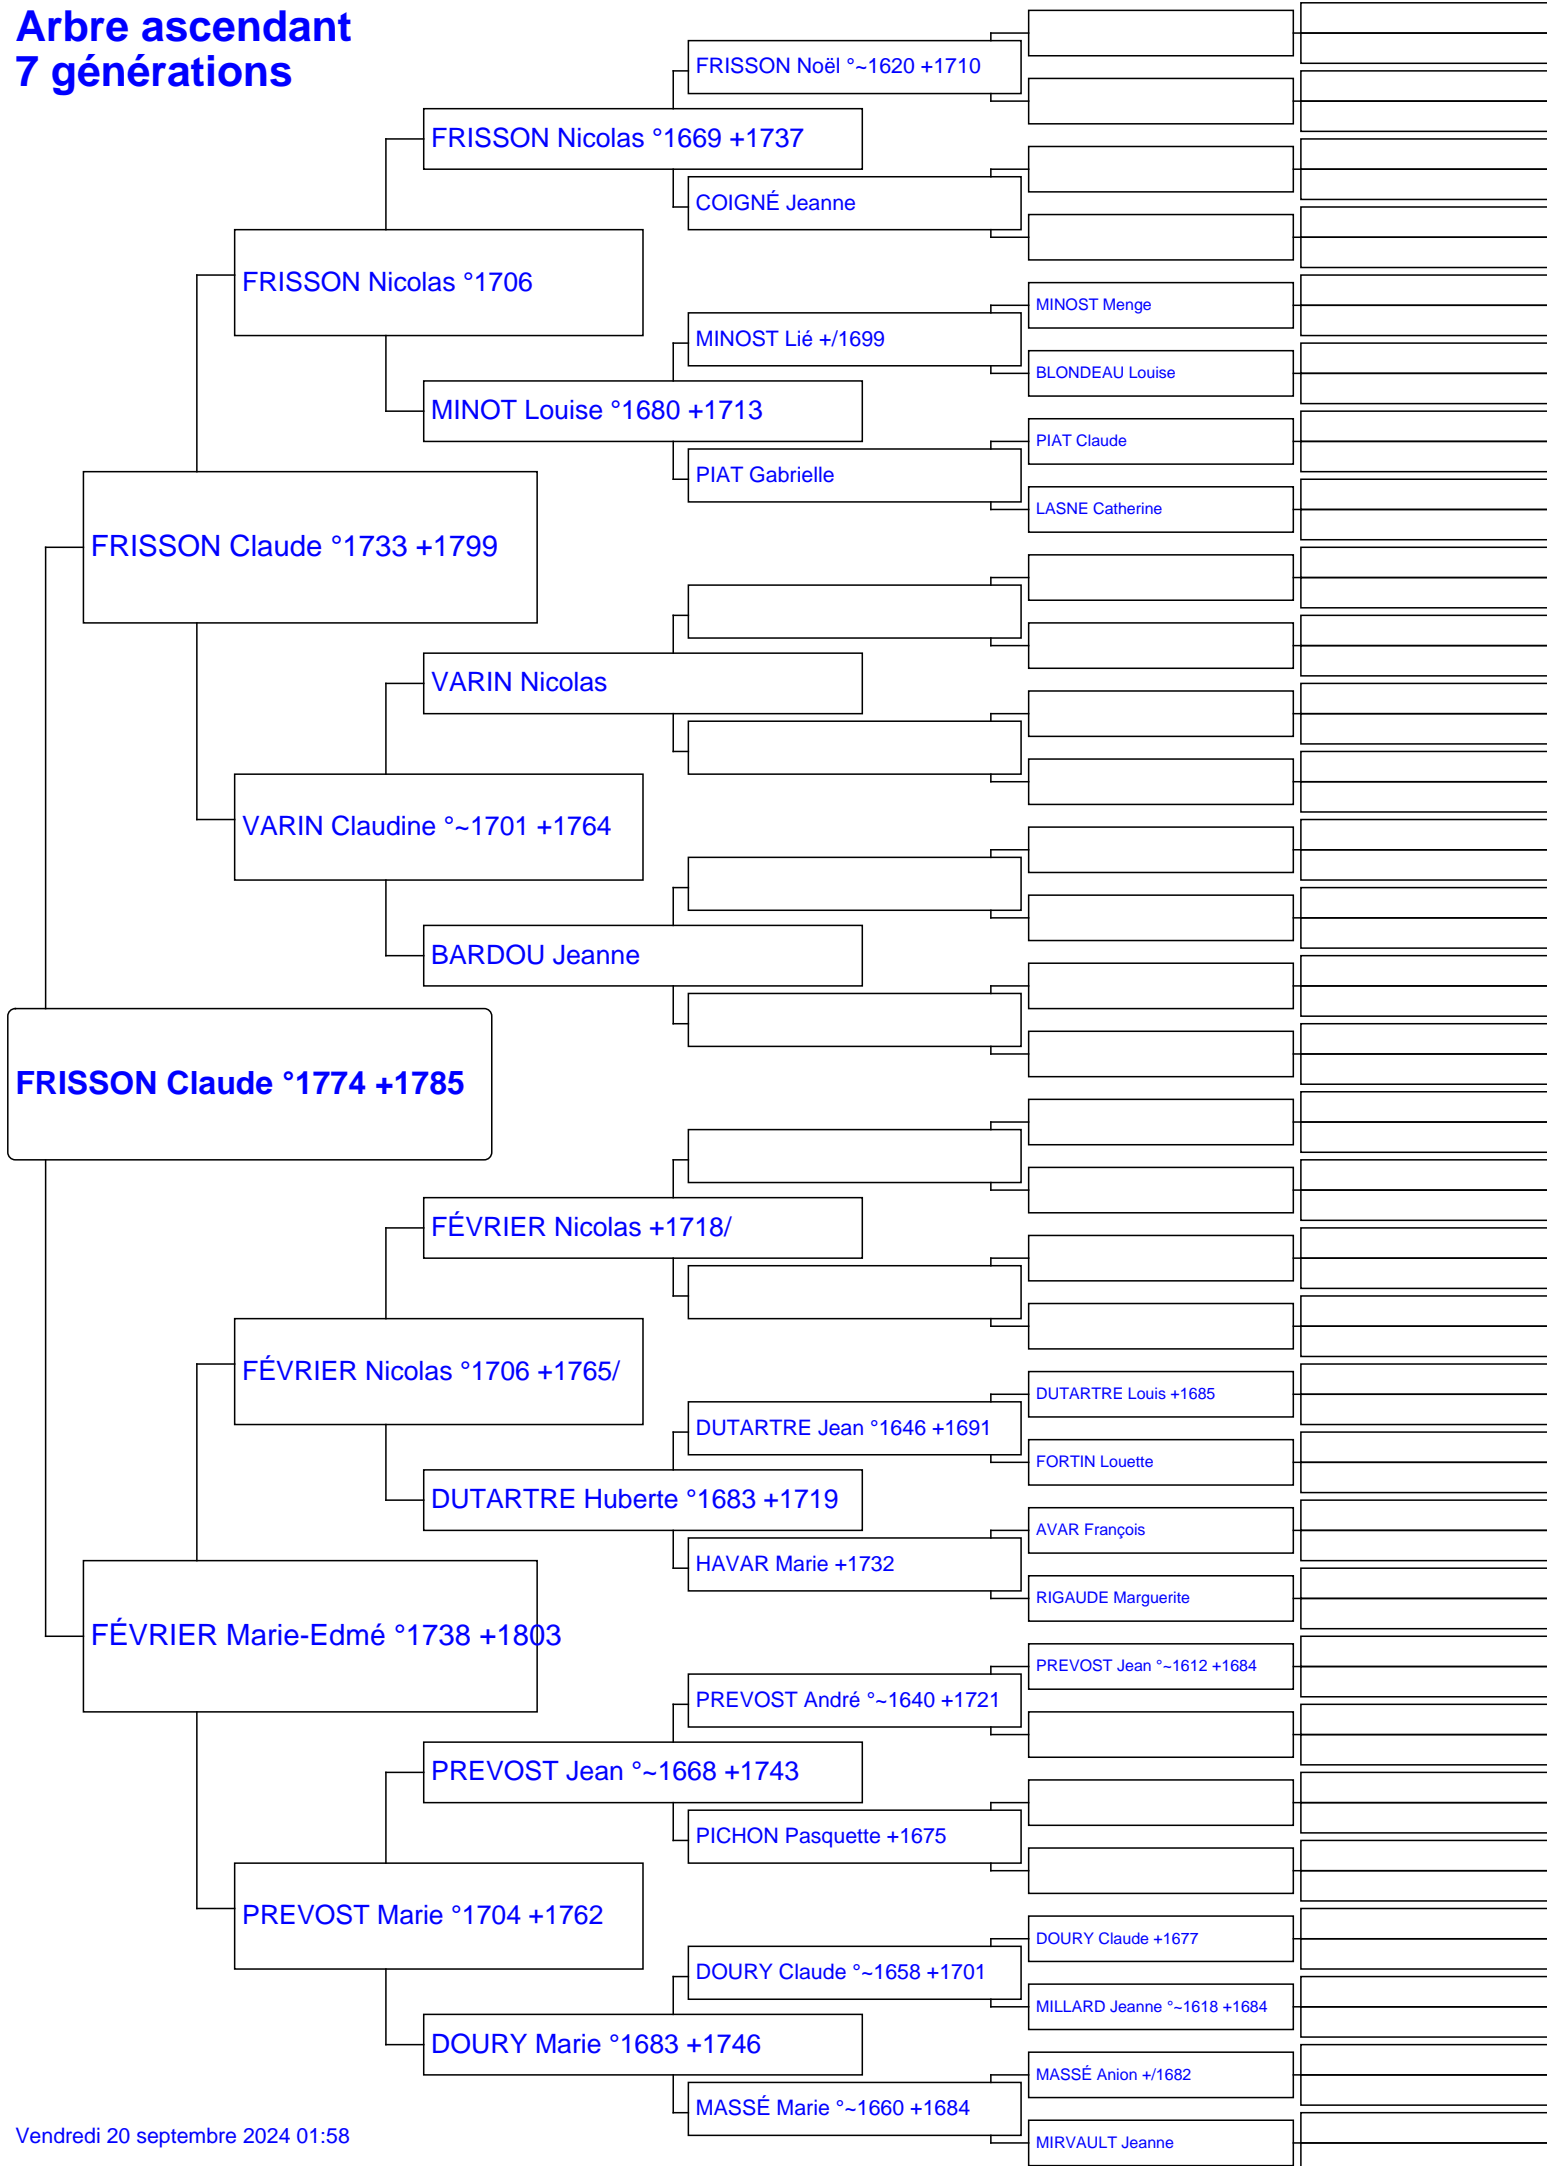 Arbre ascendant
7 générations
FRISSON Noël °~1620 +1710
FRISSON Nicolas °1669 +1737
COIGNÉ Jeanne
FRISSON Nicolas °1706
MINOST Menge
MINOST Lié +/1699
BLONDEAU Louise
MINOT Louise °1680 +1713
PIAT Claude
PIAT Gabrielle
LASNE Catherine
FRISSON Claude °1733 +1799
VARIN Nicolas
VARIN Claudine °~1701 +1764
BARDOU Jeanne
FRISSON Claude °1774 +1785
FÉVRIER Nicolas +1718/
FÉVRIER Nicolas °1706 +1765/
DUTARTRE Louis +1685
DUTARTRE Jean °1646 +1691
FORTIN Louette
DUTARTRE Huberte °1683 +1719
AVAR François
HAVAR Marie +1732
RIGAUDE Marguerite
FÉVRIER Marie-Edmé °1738 +1803
PREVOST Jean °~1612 +1684
PREVOST André °~1640 +1721
PREVOST Jean °~1668 +1743
PICHON Pasquette +1675
PREVOST Marie °1704 +1762
DOURY Claude +1677
DOURY Claude °~1658 +1701
MILLARD Jeanne °~1618 +1684
DOURY Marie °1683 +1746
MASSÉ Anion +/1682
MASSÉ Marie °~1660 +1684
MIRVAULT Jeanne
Vendredi 20 septembre 2024 01:58